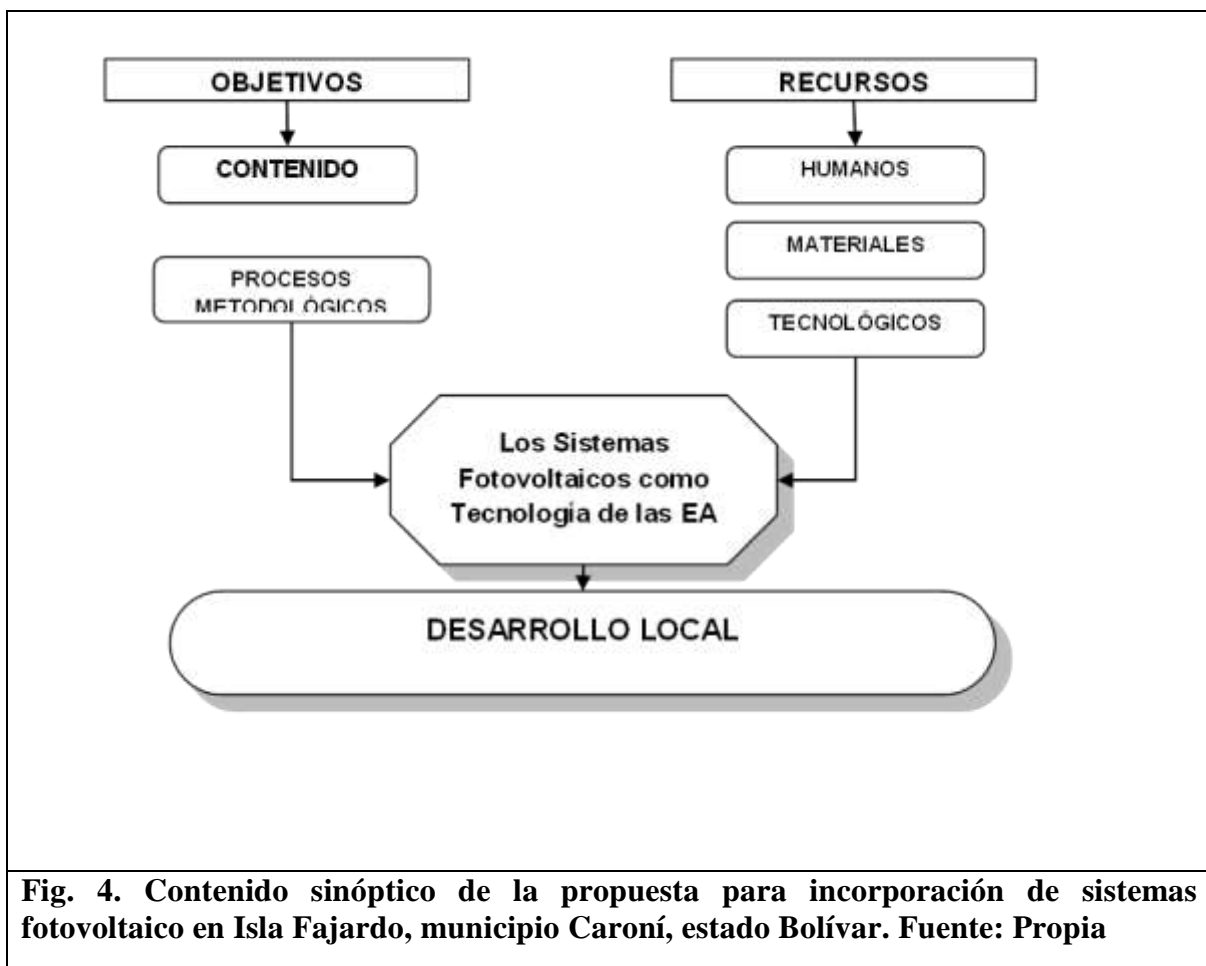 OBJETIVOS
CONTENIDO
PROCESOS
METODOLÓGICOS
RECURSOS
HUMANOS
MATERIALES
TECNOLÓGICOS
Los Sistemas
Fotovoltaicos como
Tecnología de las EA
DESARROLLO LOCAL
Fig. 4. Contenido sinóptico de la propuesta para incorporación de sistemas
fotovoltaico en Isla Fajardo, municipio Caroní, estado Bolívar. Fuente: Propia